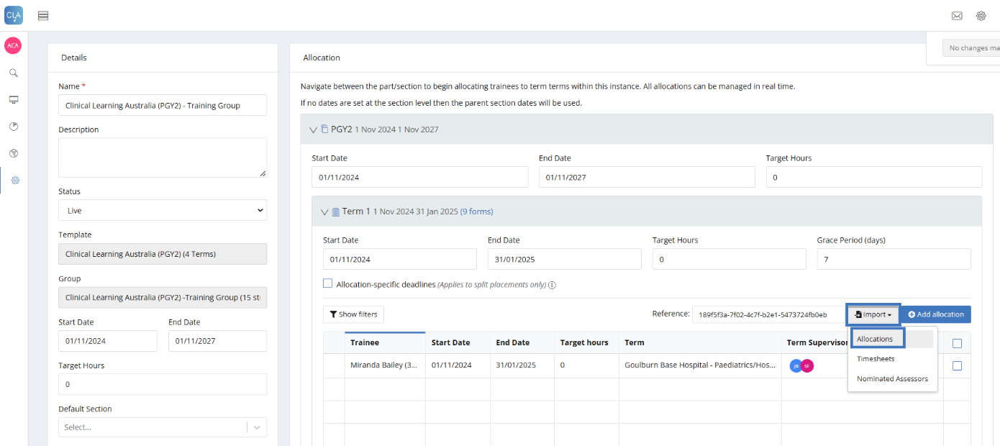 CLA
ACA
No changes ma
Details
Name *
Clinical Learning Australia (PGY2) - Training Group
Description
Status
Live
Template
Clinical Learning Australia (PGY2) (4 Terms)
Group
Clinical Learning Australia (PGY2) -Training Group (15 st
Start Date End Date
01/11/2024 01/11/2027
Target Hours
0
Default Section
Select...
Allocation
Navigate between the part/section to begin allocating trainees to term terms within this instance. All allocations can be managed in real time.
If no dates are set at the section level then the parent section dates will be used.
PGY2 1 Nov 2024 1 Nov 2027
Start Date End Date Target Hours
01/11/2024 01/11/2027 0
Term 1 1 Nov 2024 31 Jan 2025 (9 forms)
Start Date End Date Target Hours Grace Period (days)
01/11/2024 31/01/2025 0 7
Allocation-specific deadlines (Applies to split placements only)
Show filters Reference: 189f5f3a-7f02-4c7f-b2e1-5473724fb0eb Import Add allocation
Allocations
Timesheets
Nominated Assessors
Trainee Start Date End Date Target hours Term Term Supervisor
Miranda Bailey (3... 01/11/2024 31/01/2025 0 Goulburn Base Hospital - Paediatrics/Hos... JB SF